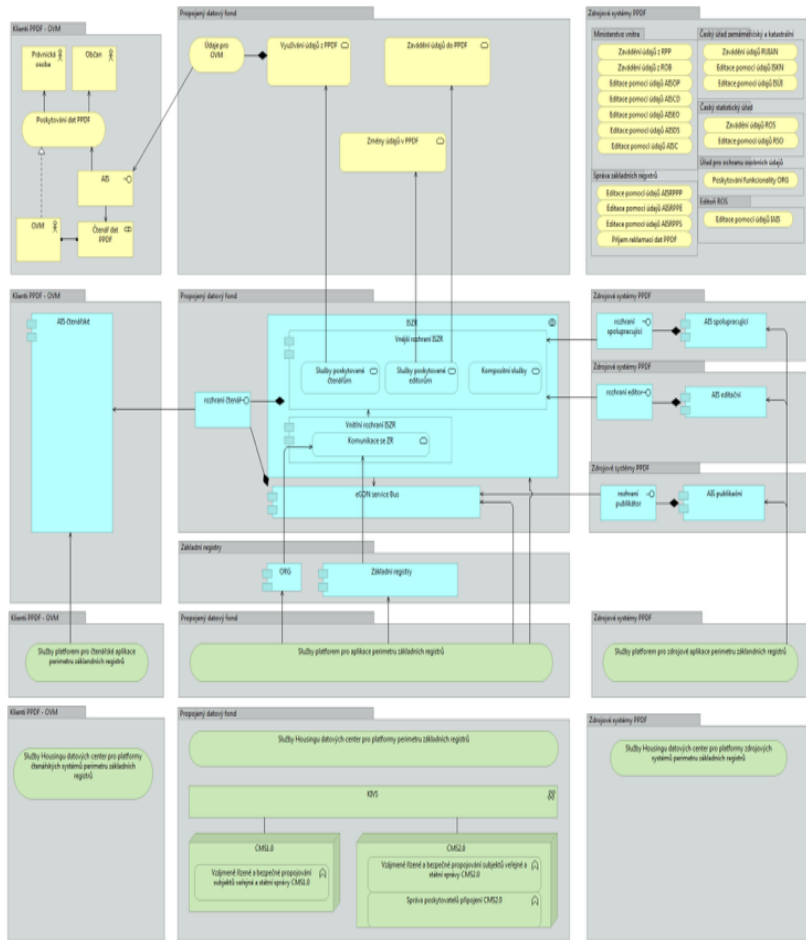 Klienti PPDF - OVM
Právnická
osoba
Občan
Poskytování dat
PPDF
AIS
OVM
Čtenář dat
PPDF
Propojený datový fond
Údaje pro
OVM
Využívání údajů z PPDF
Zavádění údajů do PPDF
Změny údajů v PPDF
Zdrojové systémy PPDF
Ministerstvo vnitra
Zavádění údajů z RPP
Zavádění údajů z ROB
Editace pomocí údajů AISOP
Editace pomocí údajů AISCD
Editace pomocí údajů AISEO
Editace pomocí údajů AISDS
Editace pomocí údajů AISC
Správa základních registrů
Editace pomocí údajů AISRPPP
Editace pomocí údajů AISRPPE
Editace pomocí údajů AISRPPS
Příjem reklamací dat PPDF
Český úřad zeměměřičský a katastrální
Zavádění údajů RUIAN
Editace pomocí údajů ISKN
Editace pomocí údajů ISÚI
Český statistický úřad
Zavádění údajů ROS
Editace pomocí údajů RSO
Úřad pro ochranu osobních údajů
Poskytování funkcionality ORG
Editoři ROS
Editace pomocí údajů
Klienti PPDF - OVM
AIS čtenářské
Propojený datový fond
ISZR
Vnější rozhraní ISZR
Služby poskytované
čtenářům
Služby poskytované
editorům
Kompozitní služby
rozhraní čtenář
Vnitřní rozhraní ISZR
Komunikace se ZR
eGON service Bus
Zdrojové systémy PPDF
rozhraní
spolupracující
AIS spolupracující
Zdrojové systémy PPDF
rozhraní editor
AIS editační
Zdrojové systémy PPDF
rozhraní
publikátor
AIS publikační
Základní registry
ORG
Základní registry
Klienti PPDF - OVM
Služby platforem pro čtenářské aplikace
perimetru základních registrů
Propojený datový fond
Služby platforem pro aplikace perimetru základních registrů
Zdrojové systémy PPDF
Služby platforem pro zdrojové aplikace perimetru základních registrů
Klienti PPDF - OVM
Služby Housingu datových center pro platformy
čtenářských systémů perimetru základních
registrů
Propojený datový fond
Služby Housingu datových center pro platformy perimetru základních registrů
KIVS
CMS1.0
Vzájemné řízené a bezpečné propojování
subjektů veřejné a státní správy CMS1.0
CMS2.0
Vzájemné řízené a bezpečné propojování subjektů veřejné a
státní správy CMS2.0
Správa poskytovatelů připojení CMS2.0
Zdrojové systémy PPDF
Služby Housingu datových center pro platformy zdrojových
systémů perimetru základních registrů